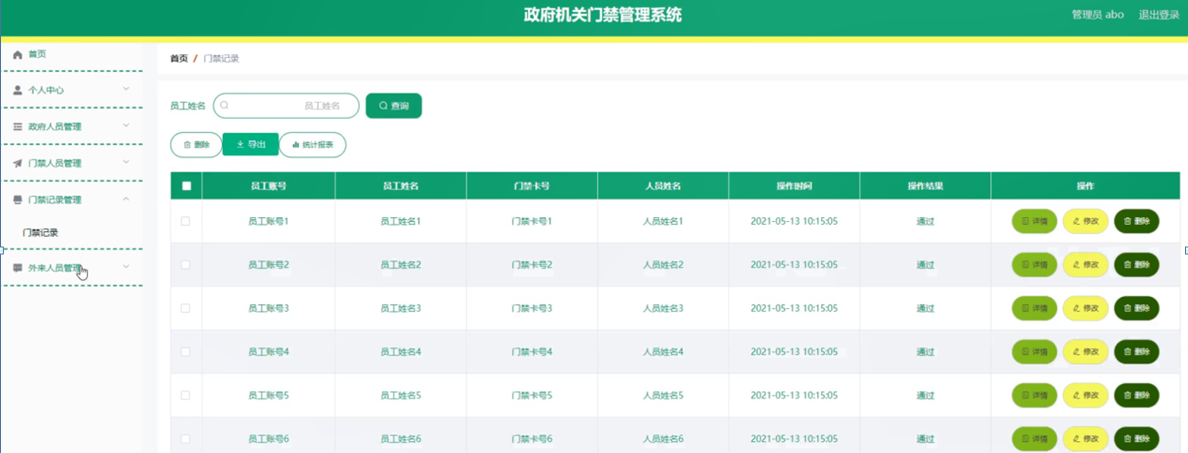 政府机关门禁管理系统
管理员 abo 退出登录
首页
个人中心
政府人员管理
门禁人员管理
门禁记录管理
门禁记录
外来人员管理
首页 / 门禁记录
员工姓名 员工姓名 查询
删除 导出 统计报表
员工账号 员工姓名 门禁卡号 人员姓名 操作时间 操作结果 操作
员工账号1 员工姓名1 门禁卡号1 人员姓名1 2021-05-13 10:15:05 通过 详情 修改 删除
员工账号2 员工姓名2 门禁卡号2 人员姓名2 2021-05-13 10:15:05 通过 详情 修改 删除
员工账号3 员工姓名3 门禁卡号3 人员姓名3 2021-05-13 10:15:05 通过 详情 修改 删除
员工账号4 员工姓名4 门禁卡号4 人员姓名4 2021-05-13 10:15:05 通过 详情 修改 删除
员工账号5 员工姓名5 门禁卡号5 人员姓名5 2021-05-13 10:15:05 通过 详情 修改 删除
员工账号6 员工姓名6 门禁卡号6 人员姓名6 2021-05-13 10:15:05 通过 详情 修改 删除